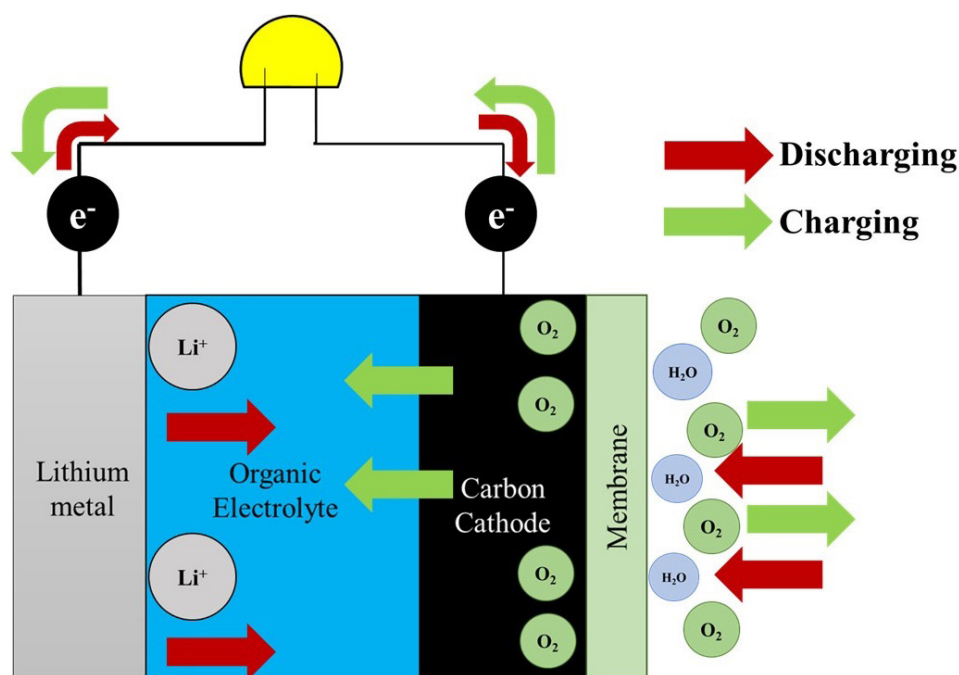 Discharging
Charging
e⁻
e⁻
Li⁺
Li⁺
Lithium
metal
Organic
Electrolyte
Carbon
Cathode
O₂
O₂
O₂
O₂
Membrane
O₂
H₂O
O₂
H₂O
O₂
H₂O
O₂